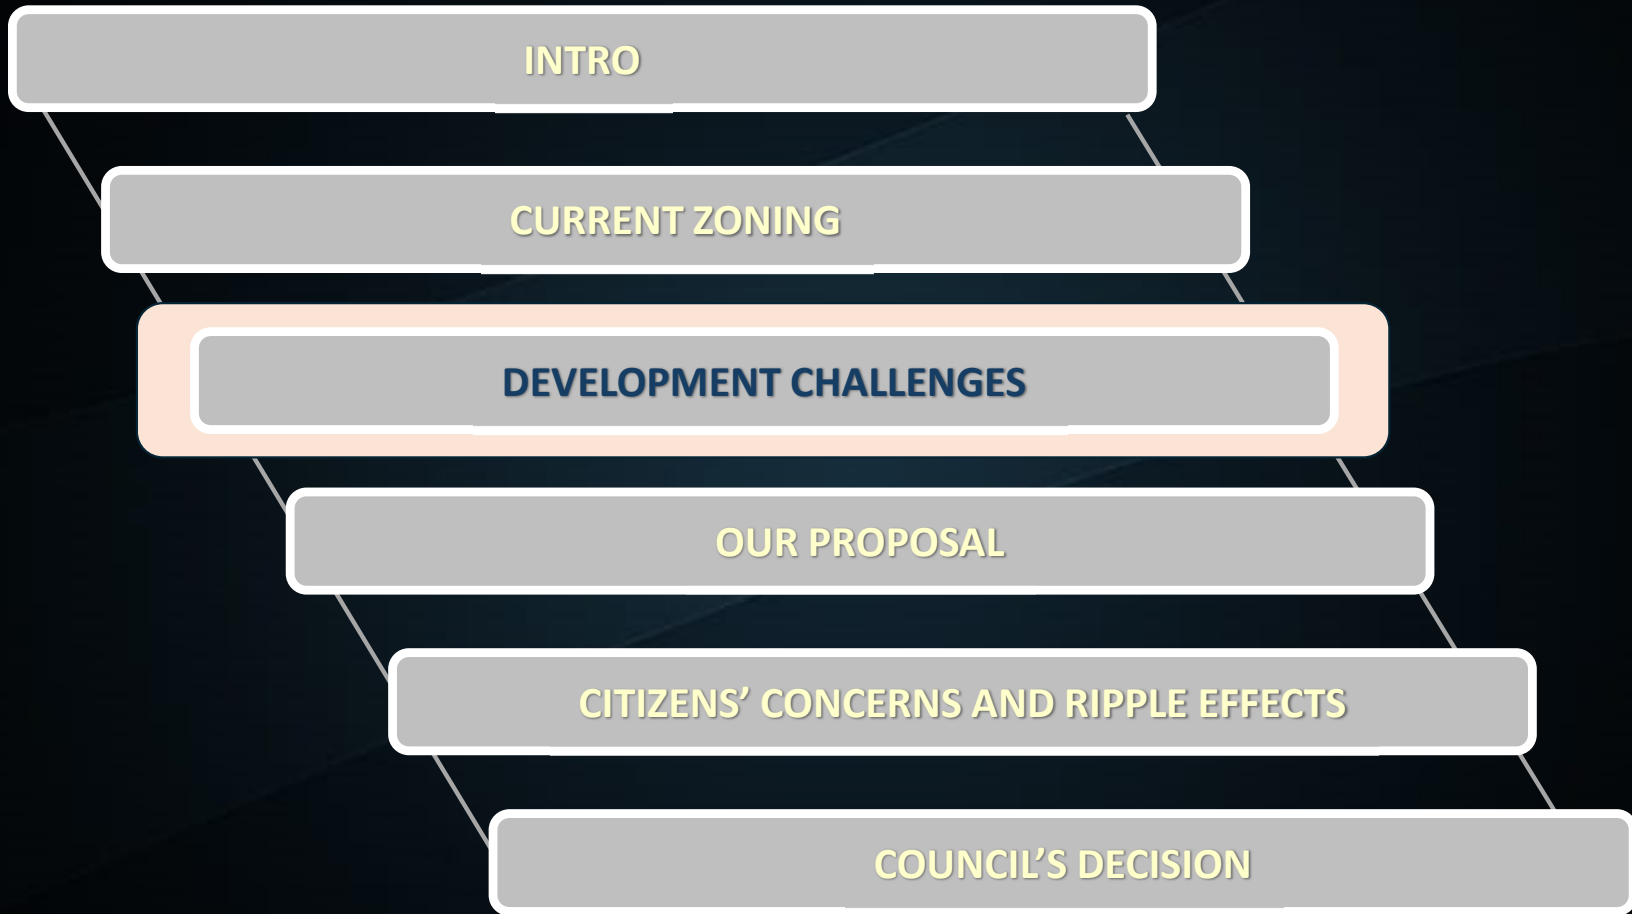 INTRO
CURRENT ZONING
DEVELOPMENT CHALLENGES
OUR PROPOSAL
CITIZENS’ CONCERNS AND RIPPLE EFFECTS
COUNCIL’S DECISION